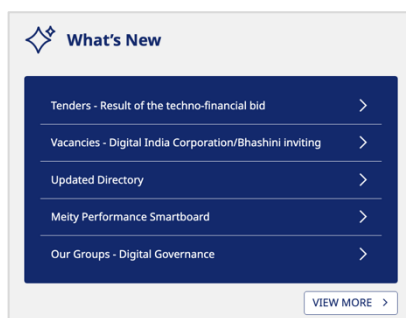 What's New
Tenders - Result of the techno-financial bid
Vacancies - Digital India Corporation/Bhashini inviting
Updated Directory
Meity Performance Smartboard
Our Groups - Digital Governance
VIEW MORE